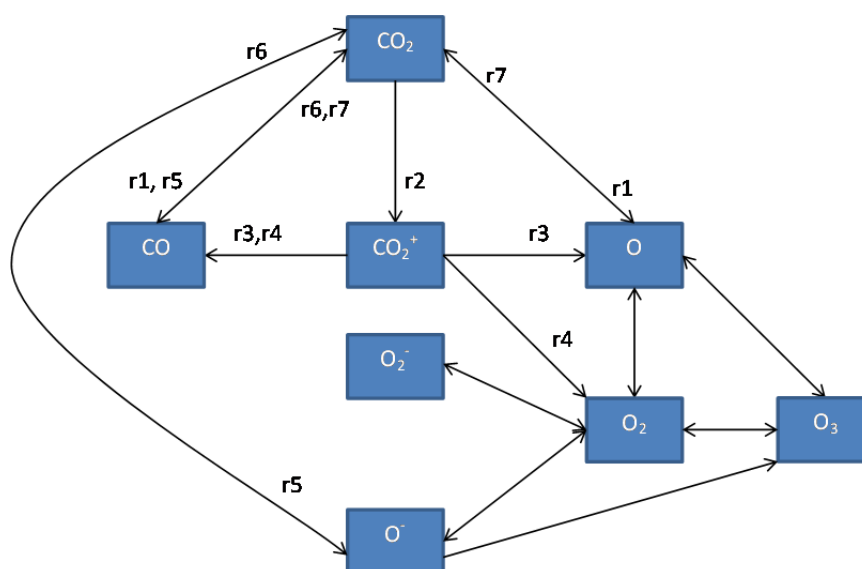 CO₂
r6
r7
r6,r7
r1, r5
r2
r1
CO
r3,r4
CO₂⁺
r3
O
O₂⁻
r4
O₂
O₃
r5
O⁻